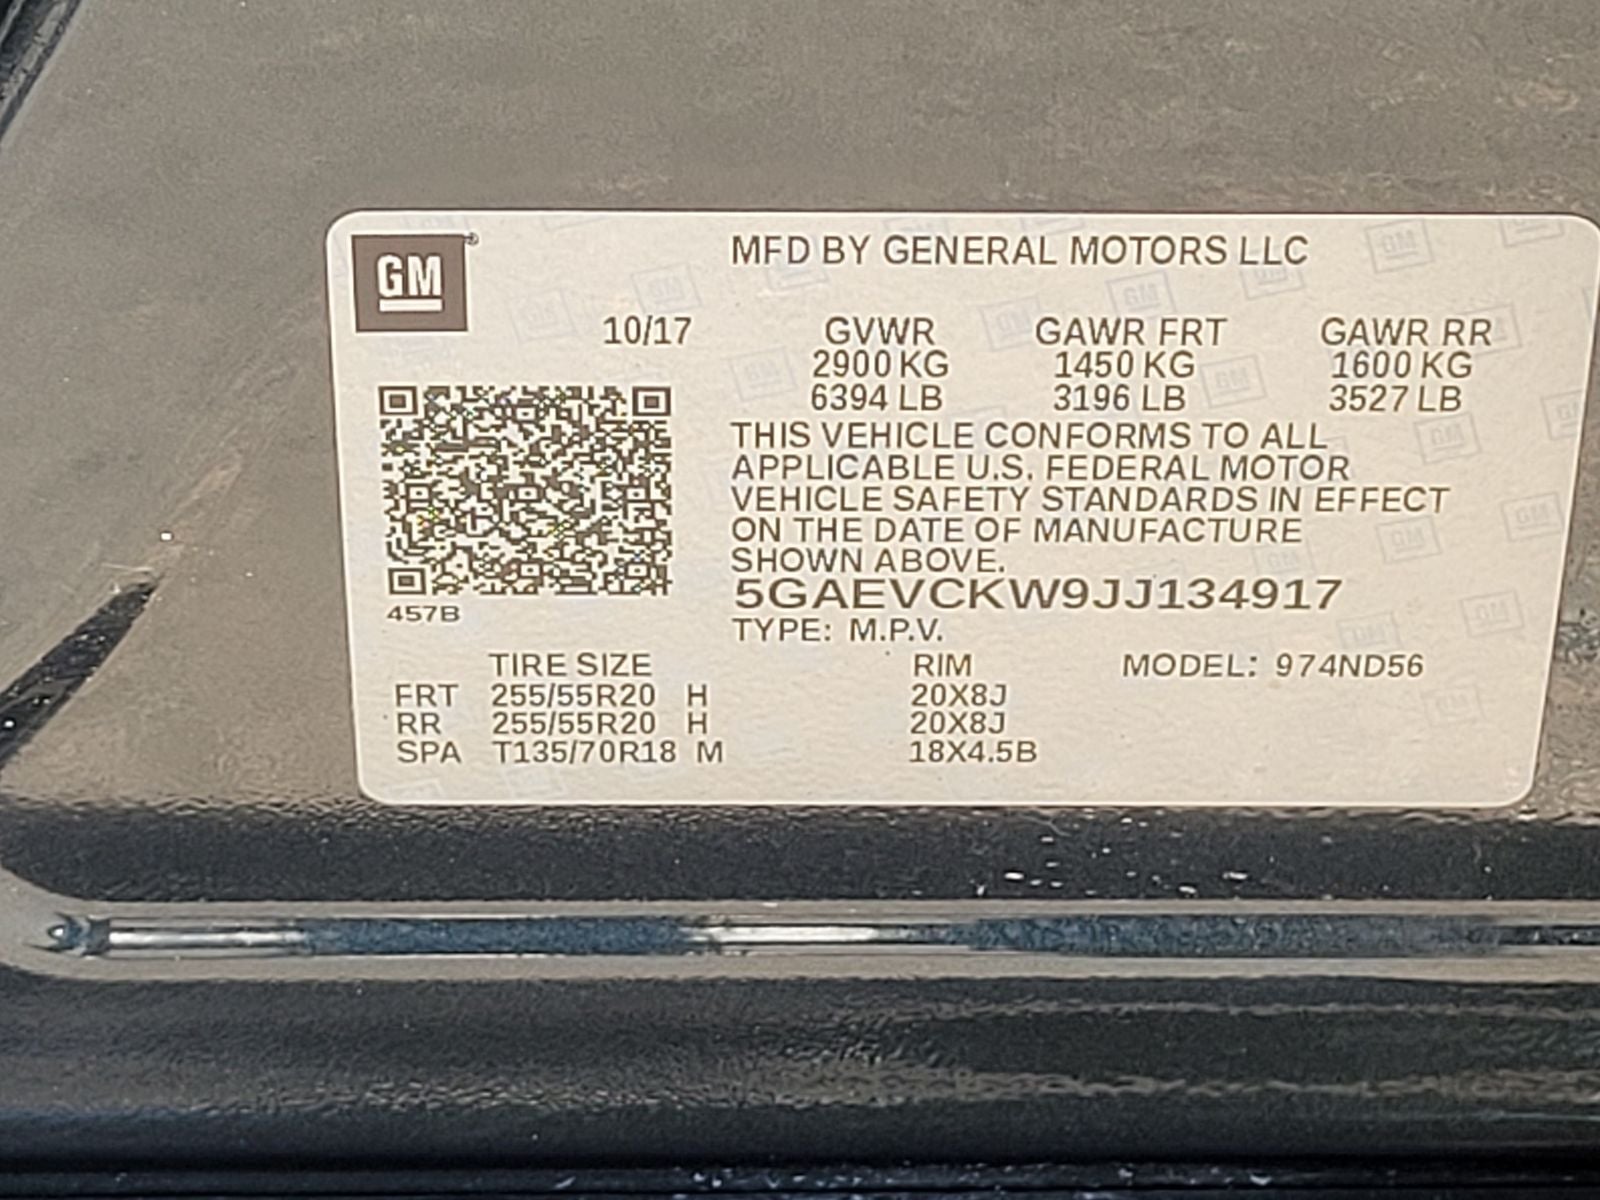 GM
MFD BY GENERAL MOTORS LLC
10/17 GVWR GAWR FRT GAWR RR
2900 KG 1450 KG 1600 KG
6394 LB 3196 LB 3527 LB
THIS VEHICLE CONFORMS TO ALL
APPLICABLE U.S. FEDERAL MOTOR
VEHICLE SAFETY STANDARDS IN EFFECT
ON THE DATE OF MANUFACTURE
SHOWN ABOVE.
5GAEVCKW9JJ134917
457B
TYPE: M.P.V.
TIRE SIZE RIM MODEL: 974ND56
FRT 255/55R20 H 20X8J
RR 255/55R20 H 20X8J
SPA T135/70R18 M 18X4.5B